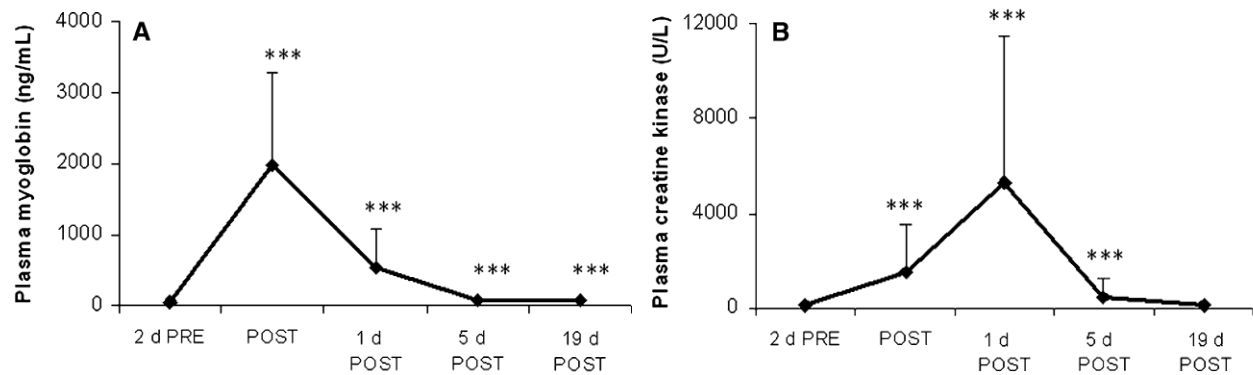 A
Plasma myoglobin (ng/mL)
4000
3000
2000
1000
0
***
***
***
***
2 d PRE
POST
1 d
POST
5 d
POST
19 d
POST
B
Plasma creatine kinase (U/L)
12000
8000
4000
0
***
***
***
2 d PRE
POST
1 d
POST
5 d
POST
19 d
POST